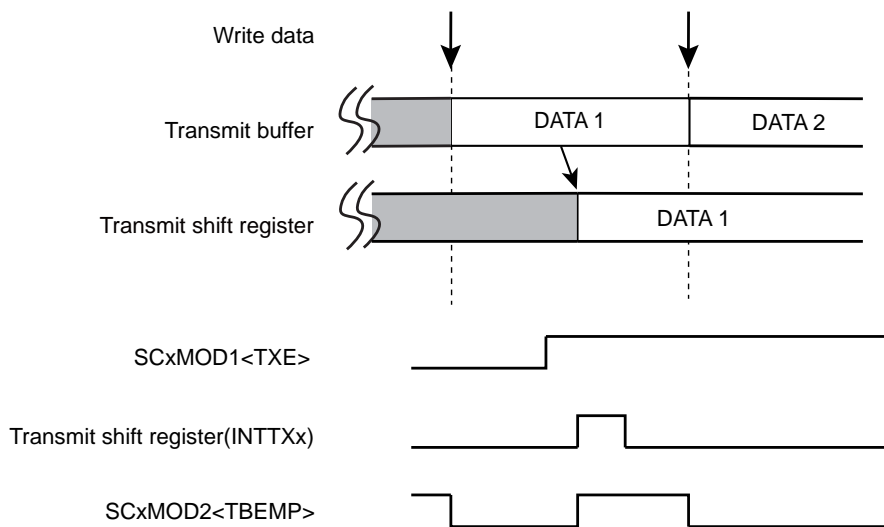 Write data
Transmit buffer
DATA 1
DATA 2
Transmit shift register
DATA 1
SCxMOD1<TXE>
Transmit shift register(INTTXx)
SCxMOD2<TBEMP>